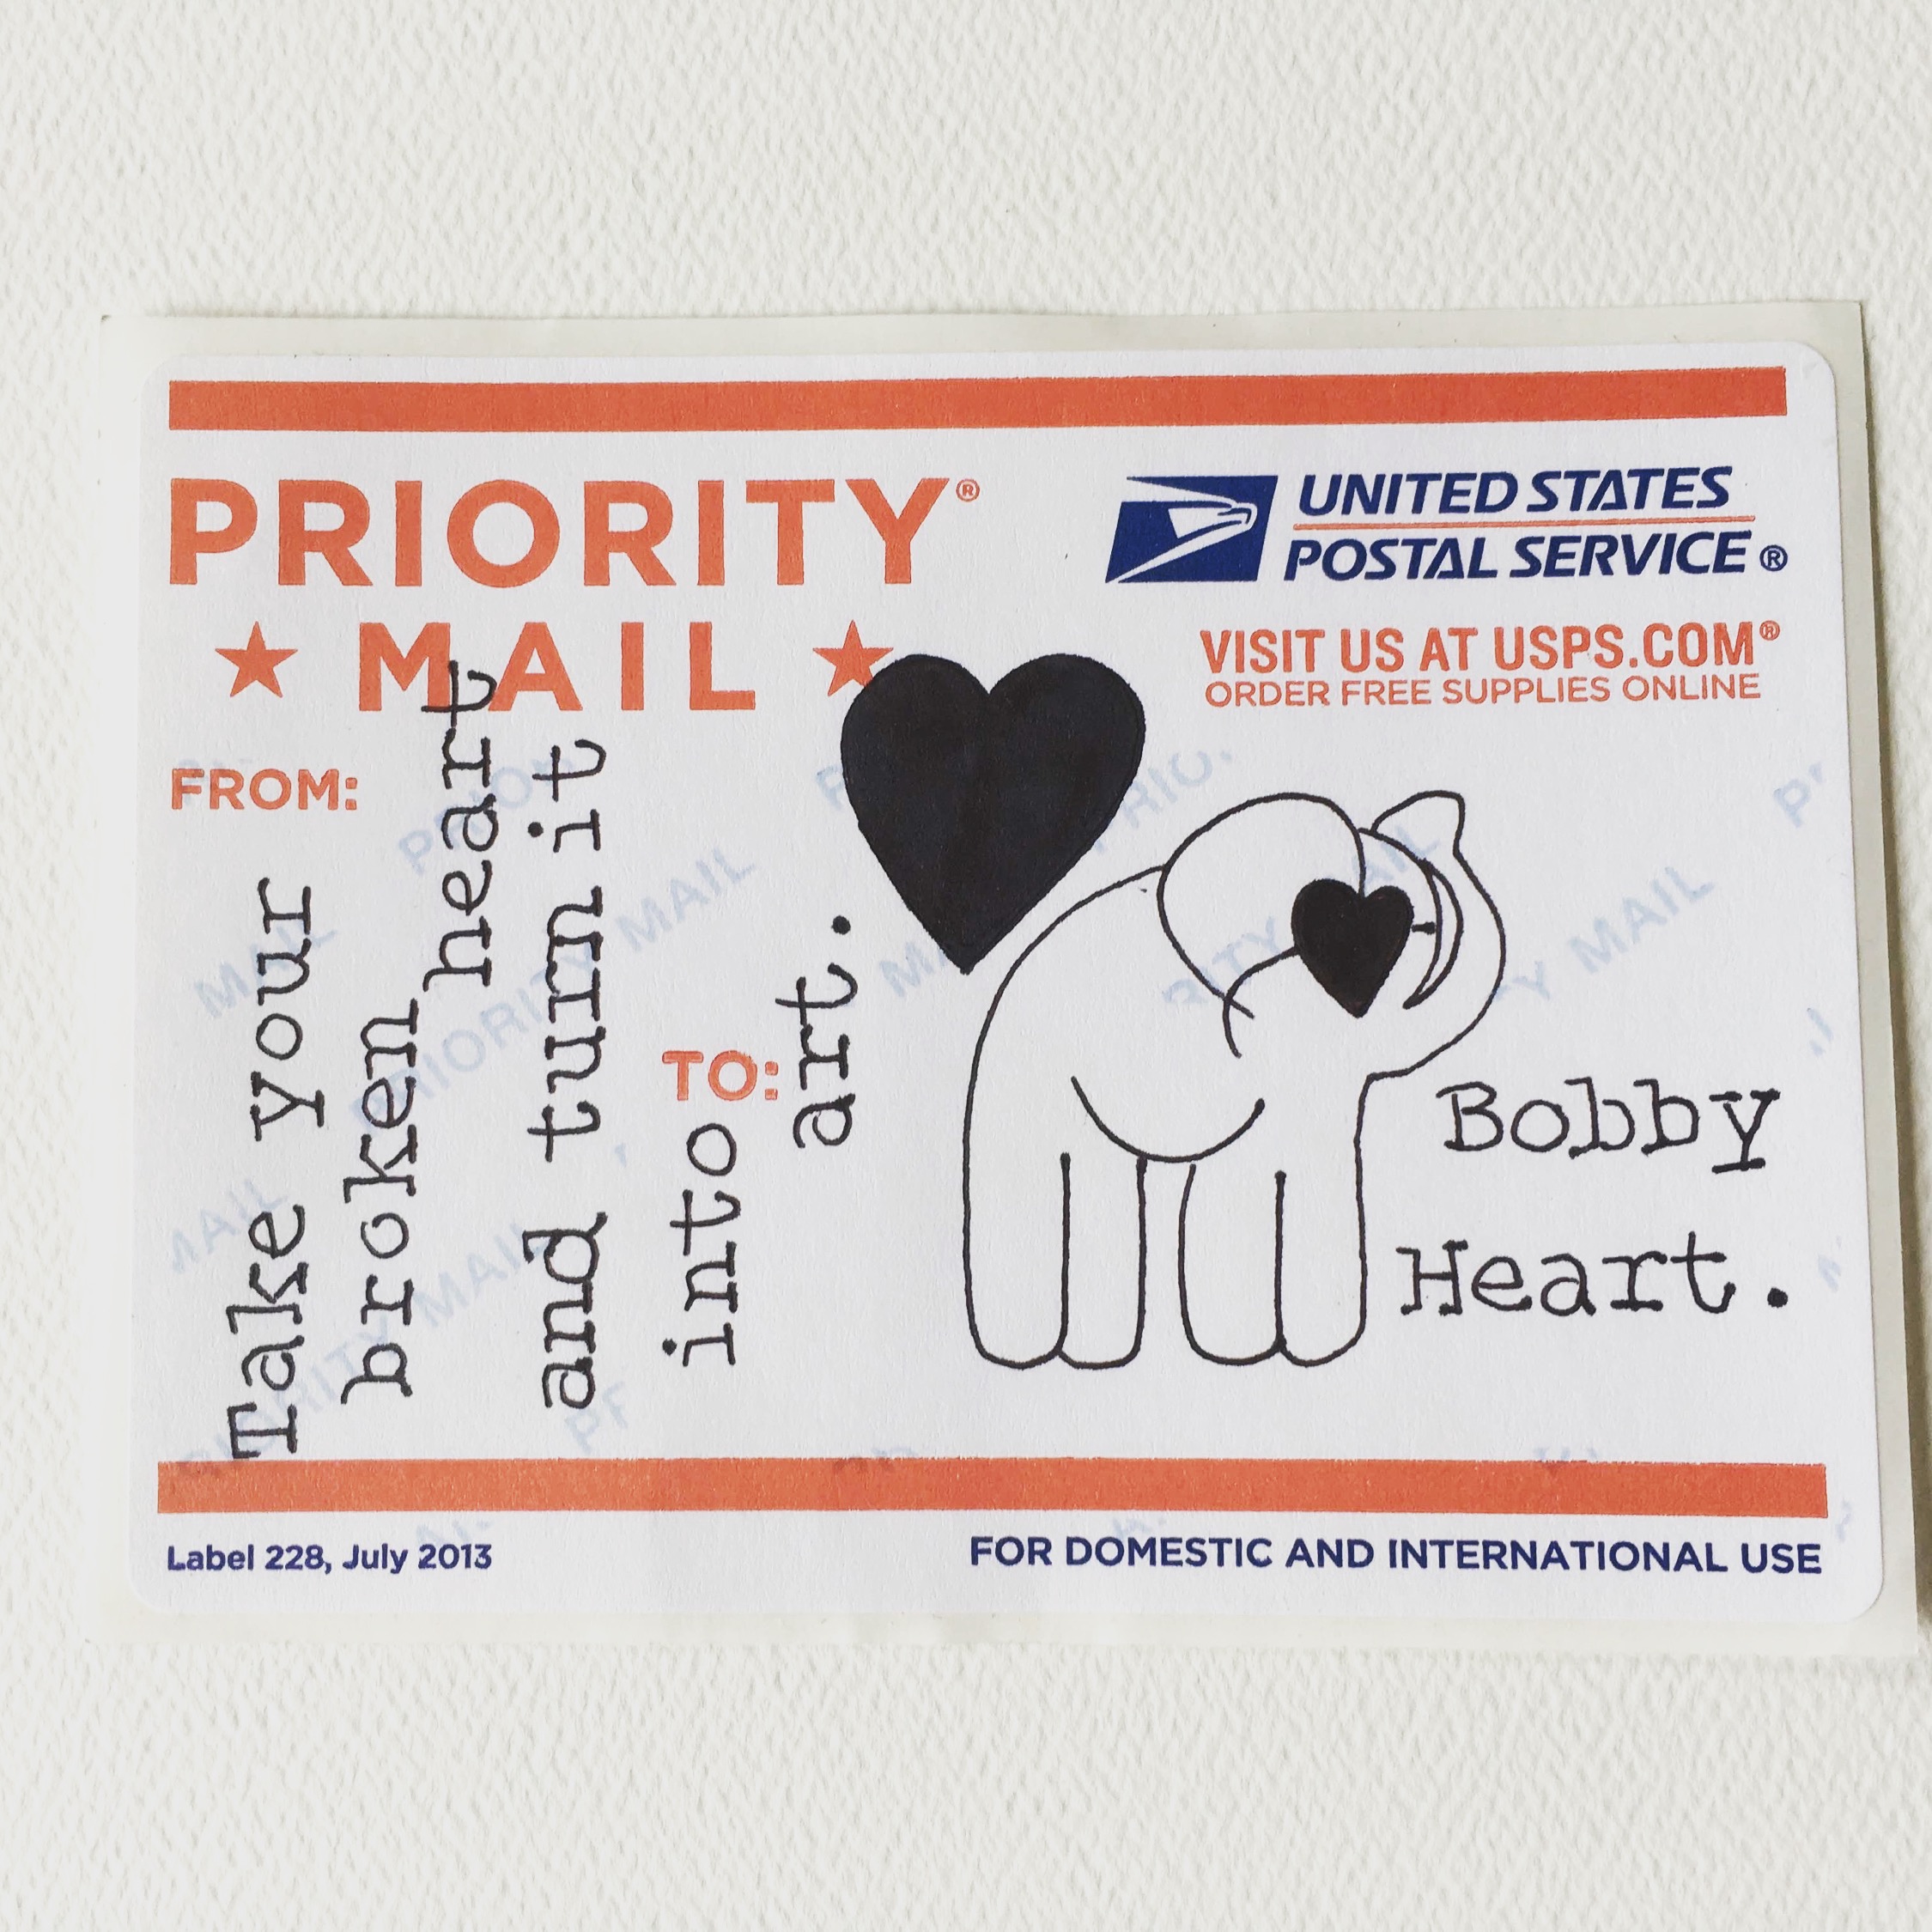 PRIORITY®
★ MAIL ★
UNITED STATES
POSTAL SERVICE®
VISIT US AT USPS.COM®
ORDER FREE SUPPLIES ONLINE
FROM:
TO:
Take your
broken heart
and turn it
into
art.
Bobby
Heart.
Label 228, July 2013
FOR DOMESTIC AND INTERNATIONAL USE